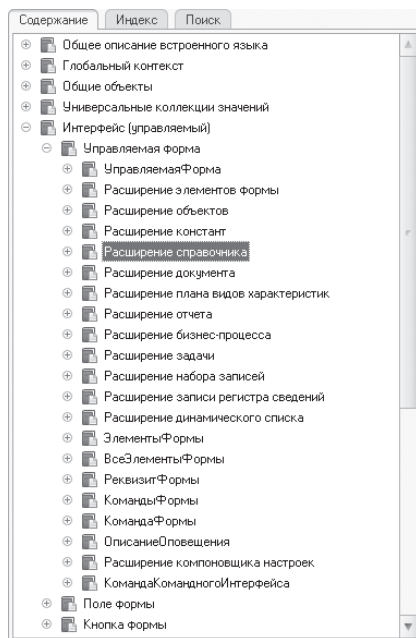 Содержание Индекс Поиск
Общее описание встроенного языка
Глобальный контекст
Общие объекты
Универсальные коллекции значений
Интерфейс (управляемый)
Управляемая форма
УправляемаяФорма
Расширение элементов формы
Расширение объектов
Расширение констант
Расширение справочника
Расширение документа
Расширение плана видов характеристик
Расширение отчета
Расширение бизнес-процесса
Расширение задачи
Расширение набора записей
Расширение записи регистра сведений
Расширение динамического списка
ЭлементыФормы
ВсеЭлементыФормы
РеквизитФормы
КомандыФормы
КомандаФормы
ОписаниеОповещения
Расширение компоновщика настроек
КомандаКомандногоИнтерфейса
Поле формы
Кнопка формы